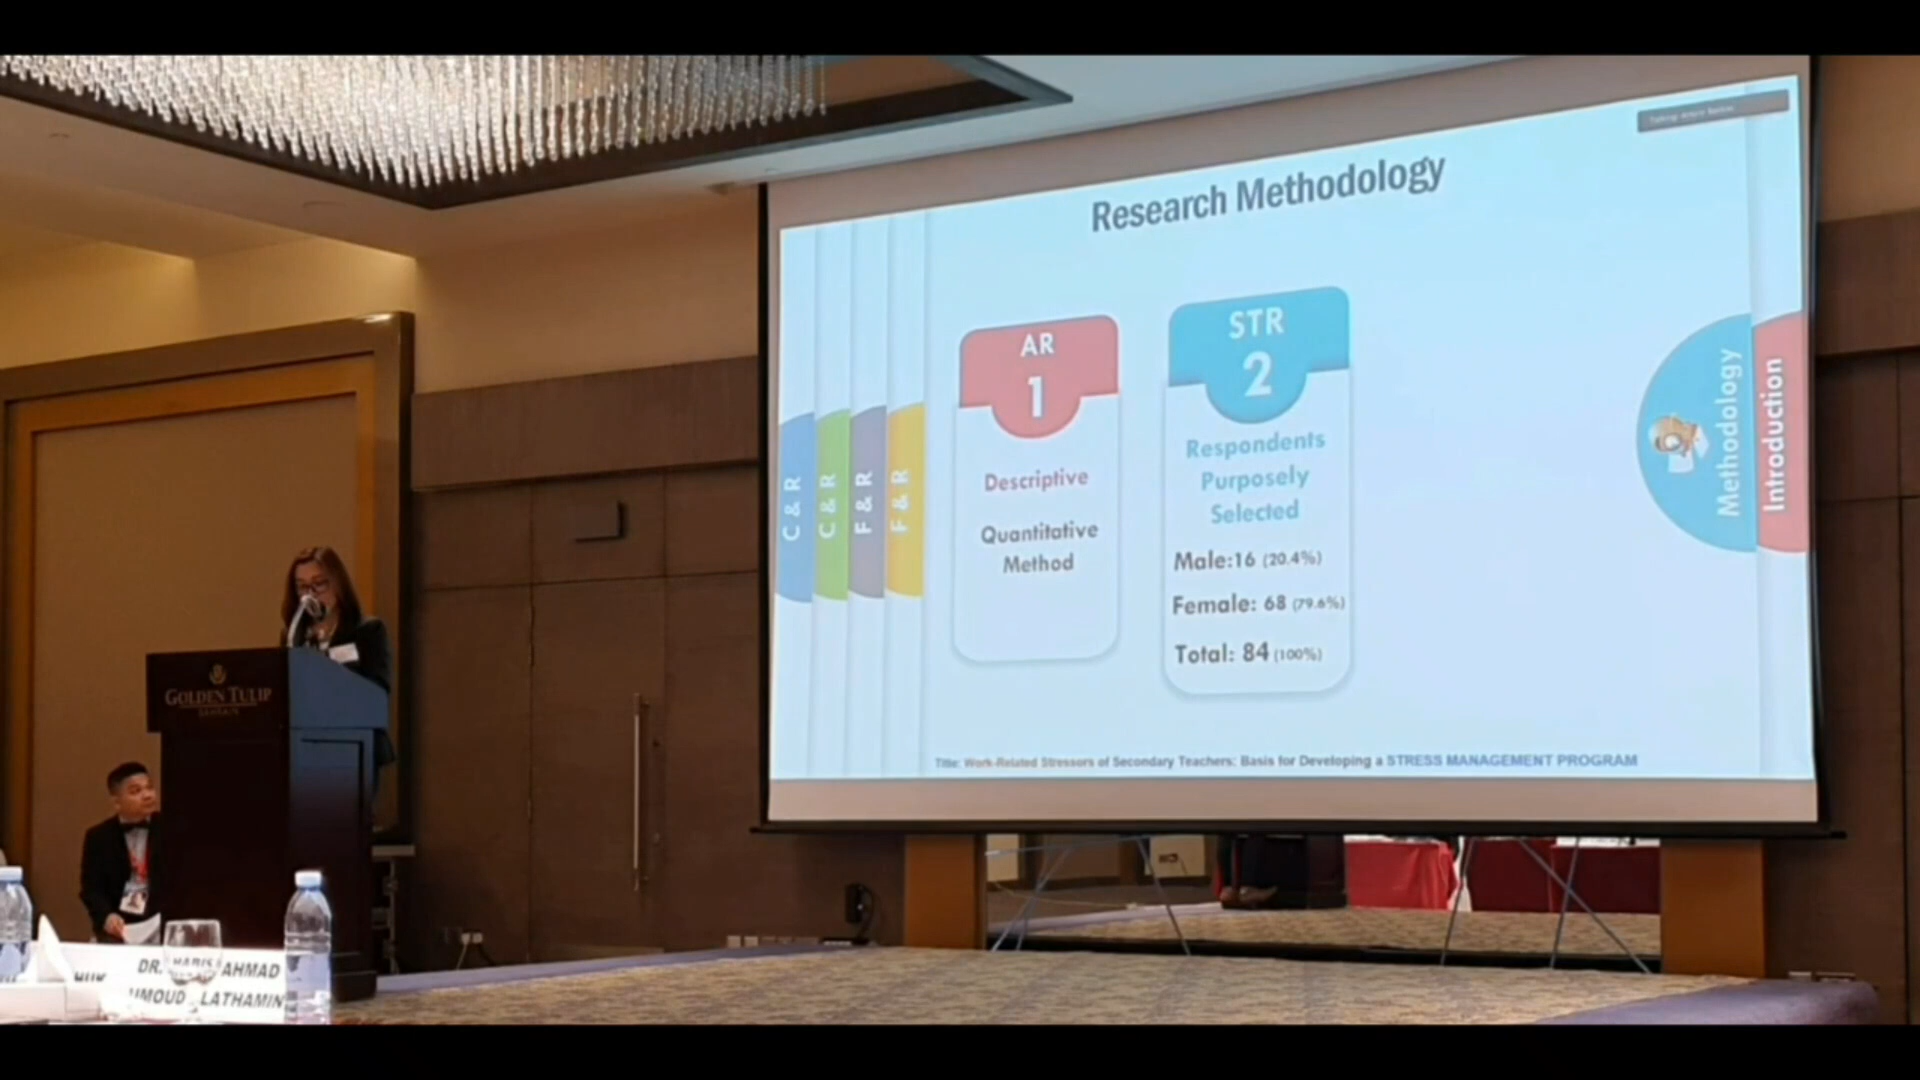 Research Methodology
AR
1
Descriptive
Quantitative
Method
STR
2
Respondents
Purposely
Selected
Male:16 (20.4%)
Female: 68 (79.6%)
Total: 84 (100%)
C & R
C & R
F & R
F & R
Methodology
Introduction
Title: Work-Related Stressors of Secondary Teachers: Basis for Developing a STRESS MANAGEMENT PROGRAM
GOLDEN TULIP
DR. AHMAD
LATHAMIN